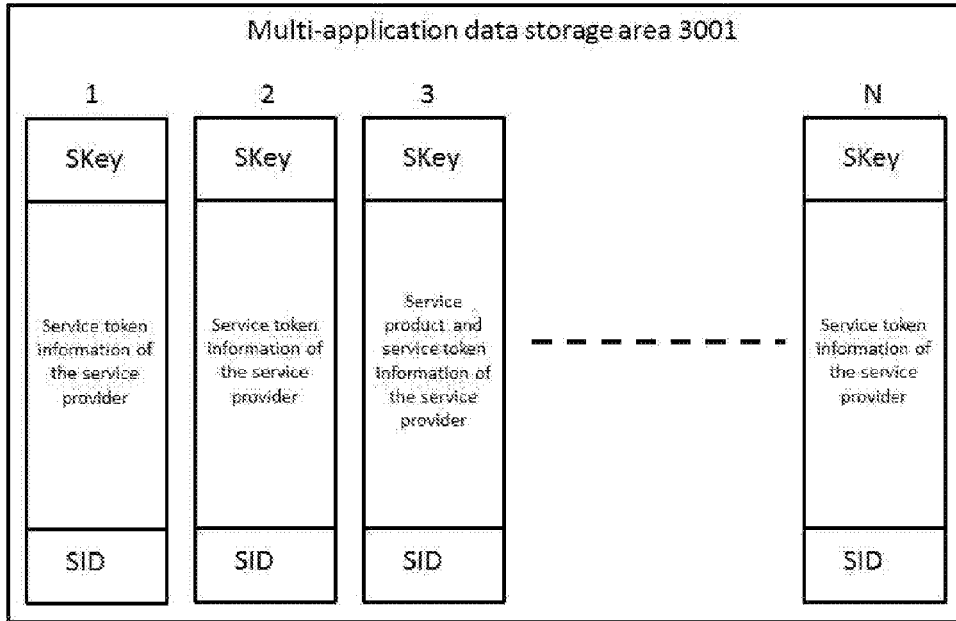 Multi-application data storage area 3001
1
2
3
N
SKey
SKey
SKey
SKey
Service token
information of
the service
provider
Service token
information of
the service
provider
Service
product and
service token
information of
the service
provider
Service token
information of
the service
provider
SID
SID
SID
SID